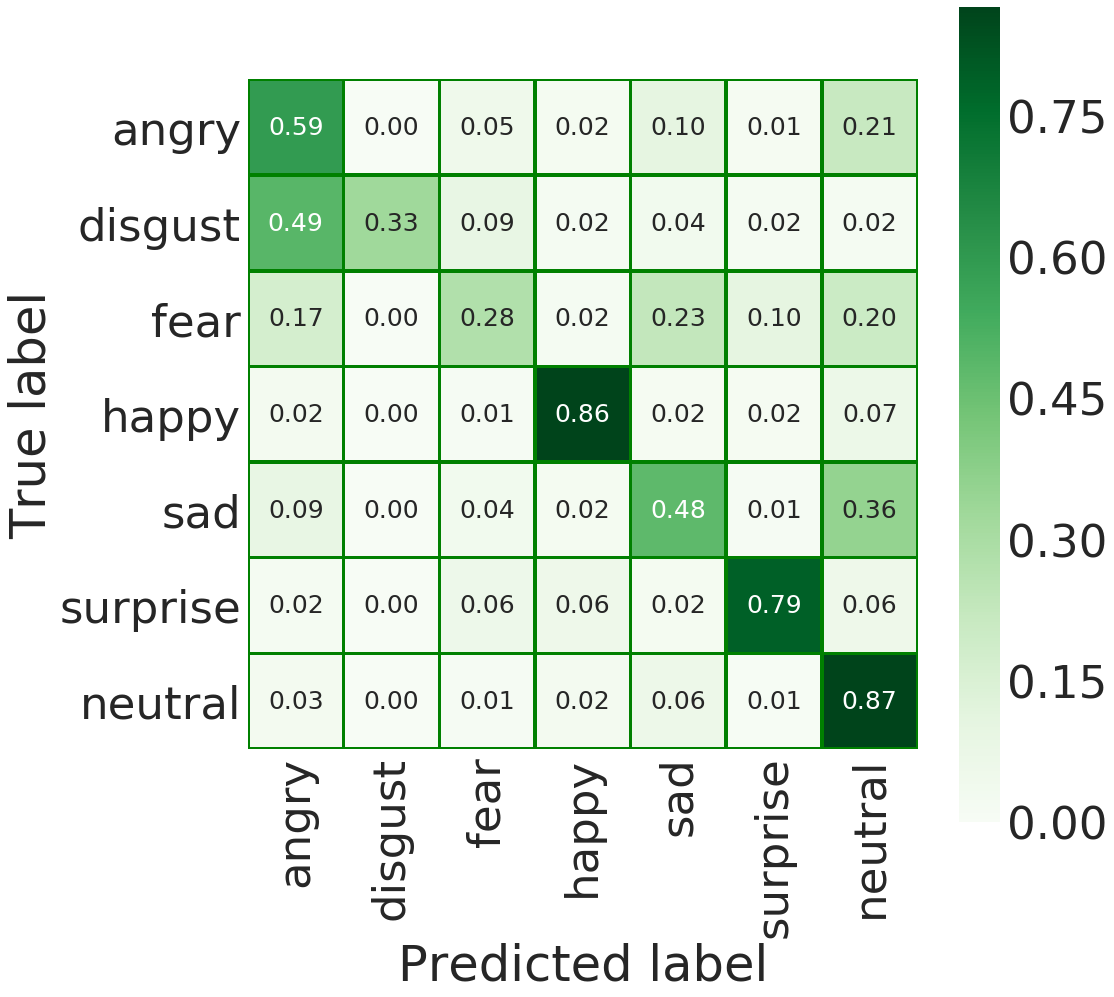 angry 0.59 0.00 0.05 0.02 0.10 0.01 0.21
disgust 0.49 0.33 0.09 0.02 0.04 0.02 0.02
fear 0.17 0.00 0.28 0.02 0.23 0.10 0.20
happy 0.02 0.00 0.01 0.86 0.02 0.02 0.07
sad 0.09 0.00 0.04 0.02 0.48 0.01 0.36
surprise 0.02 0.00 0.06 0.06 0.02 0.79 0.06
neutral 0.03 0.00 0.01 0.02 0.06 0.01 0.87
True label
angry
disgust
fear
happy
sad
surprise
neutral
Predicted label
0.75
0.60
0.45
0.30
0.15
0.00